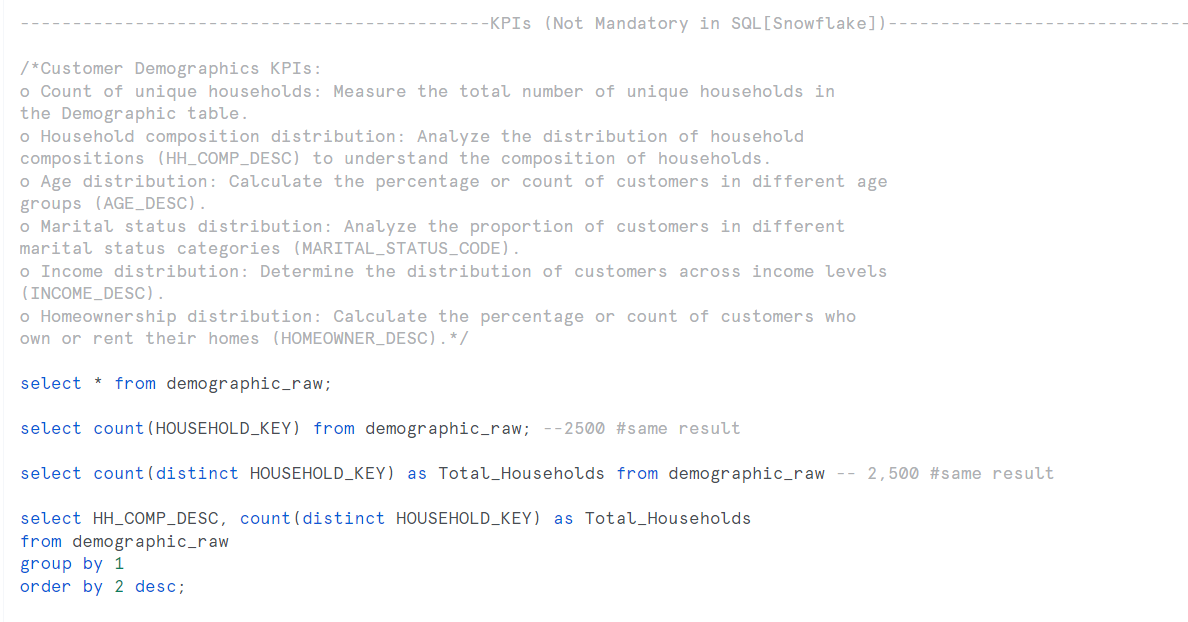 ---------------------------------------------KPIs (Not Mandatory in SQL[Snowflake])-----------------------------
/*Customer Demographics KPIs:
o Count of unique households: Measure the total number of unique households in
the Demographic table.
o Household composition distribution: Analyze the distribution of household
compositions (HH_COMP_DESC) to understand the composition of households.
o Age distribution: Calculate the percentage or count of customers in different age
groups (AGE_DESC).
o Marital status distribution: Analyze the proportion of customers in different
marital status categories (MARITAL_STATUS_CODE).
o Income distribution: Determine the distribution of customers across income levels
(INCOME_DESC).
o Homeownership distribution: Calculate the percentage or count of customers who
own or rent their homes (HOMEOWNER_DESC).*/
select * from demographic_raw;
select count(HOUSEHOLD_KEY) from demographic_raw; --2500 #same result
select count(distinct HOUSEHOLD_KEY) as Total_Households from demographic_raw -- 2,500 #same result
select HH_COMP_DESC, count(distinct HOUSEHOLD_KEY) as Total_Households
from demographic_raw
group by 1
order by 2 desc;